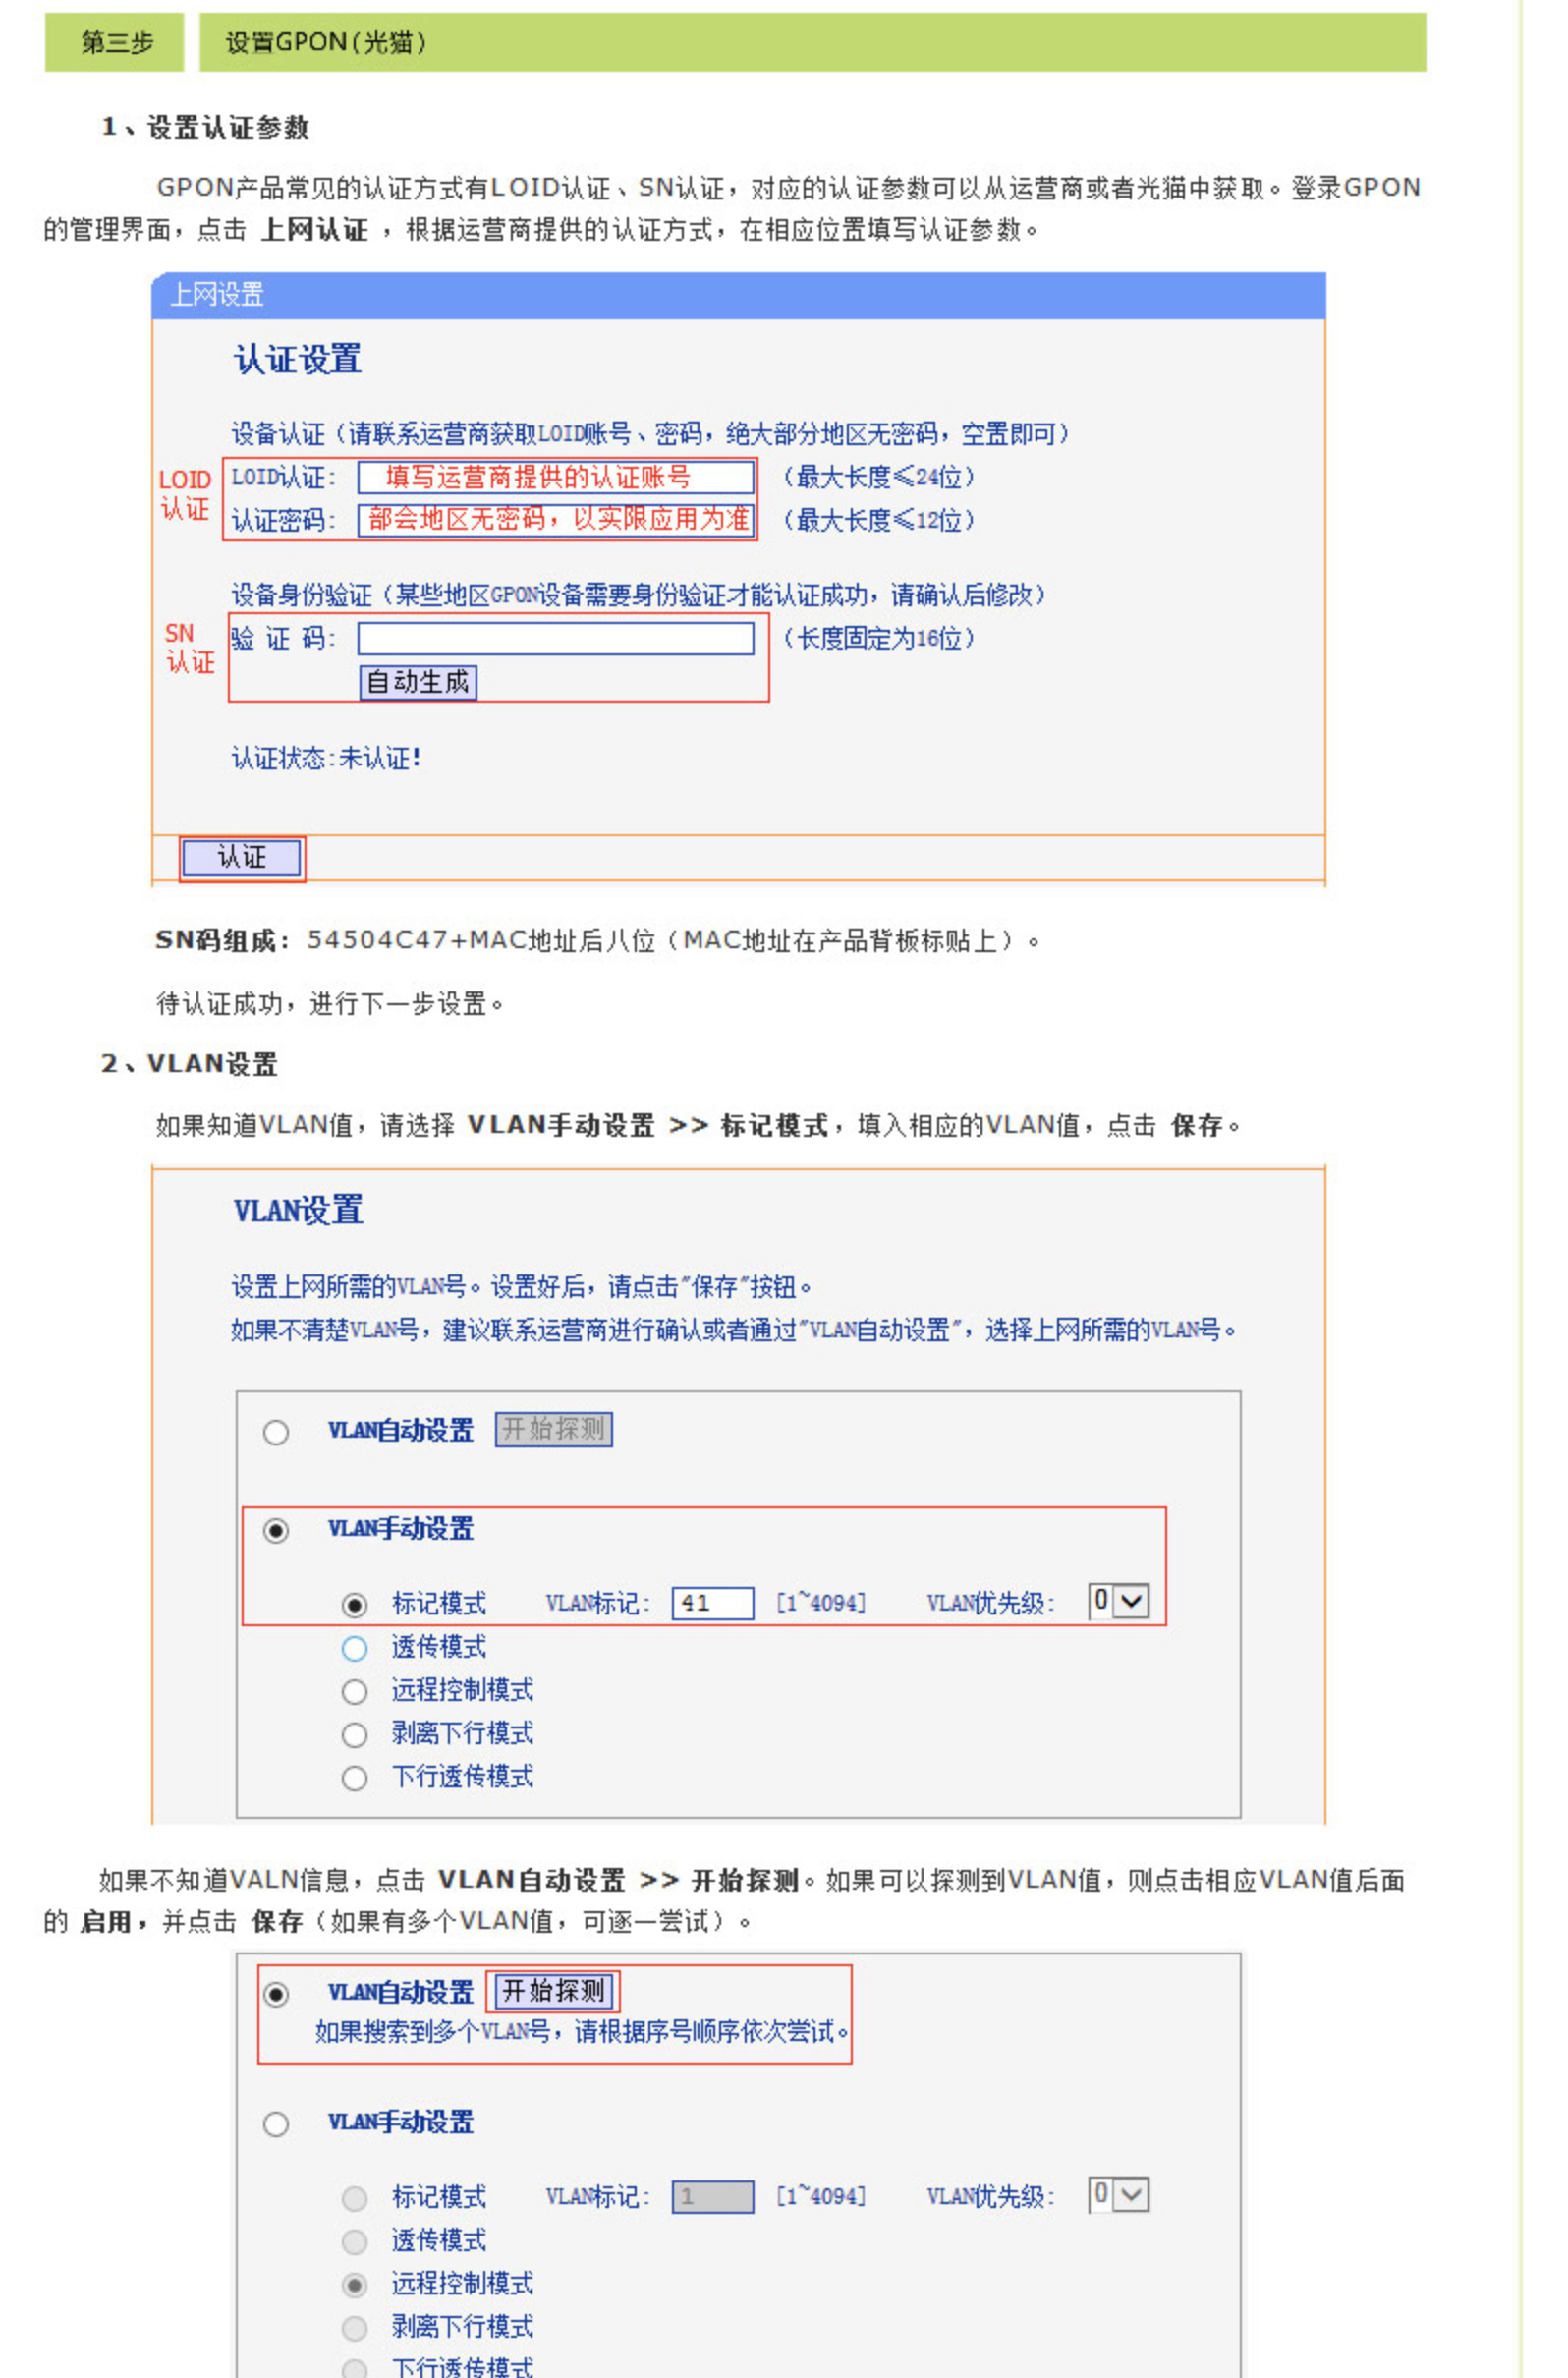 第三步 设置GPON(光猫)
1、设置认证参数
GPON产品常见的认证方式有LOID认证、SN认证，对应的认证参数可以从运营商或者光猫中获取。登录GPON
的管理界面，点击 上网认证 ，根据运营商提供的认证方式，在相应位置填写认证参数。
上网设置
认证设置
设备认证（请联系运营商获取LOID账号、密码，绝大部分地区无密码，空置即可）
LOID认证
LOID认证： 填写运营商提供的认证账号 （最大长度≤24位）
认证密码： 部会地区无密码，以实限应用为准 （最大长度≤12位）
设备身份验证（某些地区GPON设备需要身份验证才能认证成功，请确认后修改）
SN认证
验 证 码： （长度固定为16位）
自动生成
认证状态:未认证!
认证
SN码组成：54504C47+MAC地址后八位（MAC地址在产品背板标贴上）。
待认证成功，进行下一步设置。
2、VLAN设置
如果知道VLAN值，请选择 VLAN手动设置 >> 标记模式，填入相应的VLAN值，点击 保存。
VLAN设置
设置上网所需的VLAN号。设置好后，请点击"保存"按钮。
如果不清楚VLAN号，建议联系运营商进行确认或者通过"VLAN自动设置"，选择上网所需的VLAN号。
VLAN自动设置 开始探测
VLAN手动设置
标记模式 VLAN标记： 41 [1~4094] VLAN优先级： 0
透传模式
远程控制模式
剥离下行模式
下行透传模式
如果不知道VALN信息，点击 VLAN自动设置 >> 开始探测。如果可以探测到VLAN值，则点击相应VLAN值后面
的 启用，并点击 保存（如果有多个VLAN值，可逐一尝试）。
VLAN自动设置 开始探测
如果搜索到多个VLAN号，请根据序号顺序依次尝试。
VLAN手动设置
标记模式 VLAN标记： 1 [1~4094] VLAN优先级： 0
透传模式
远程控制模式
剥离下行模式
下行透传模式